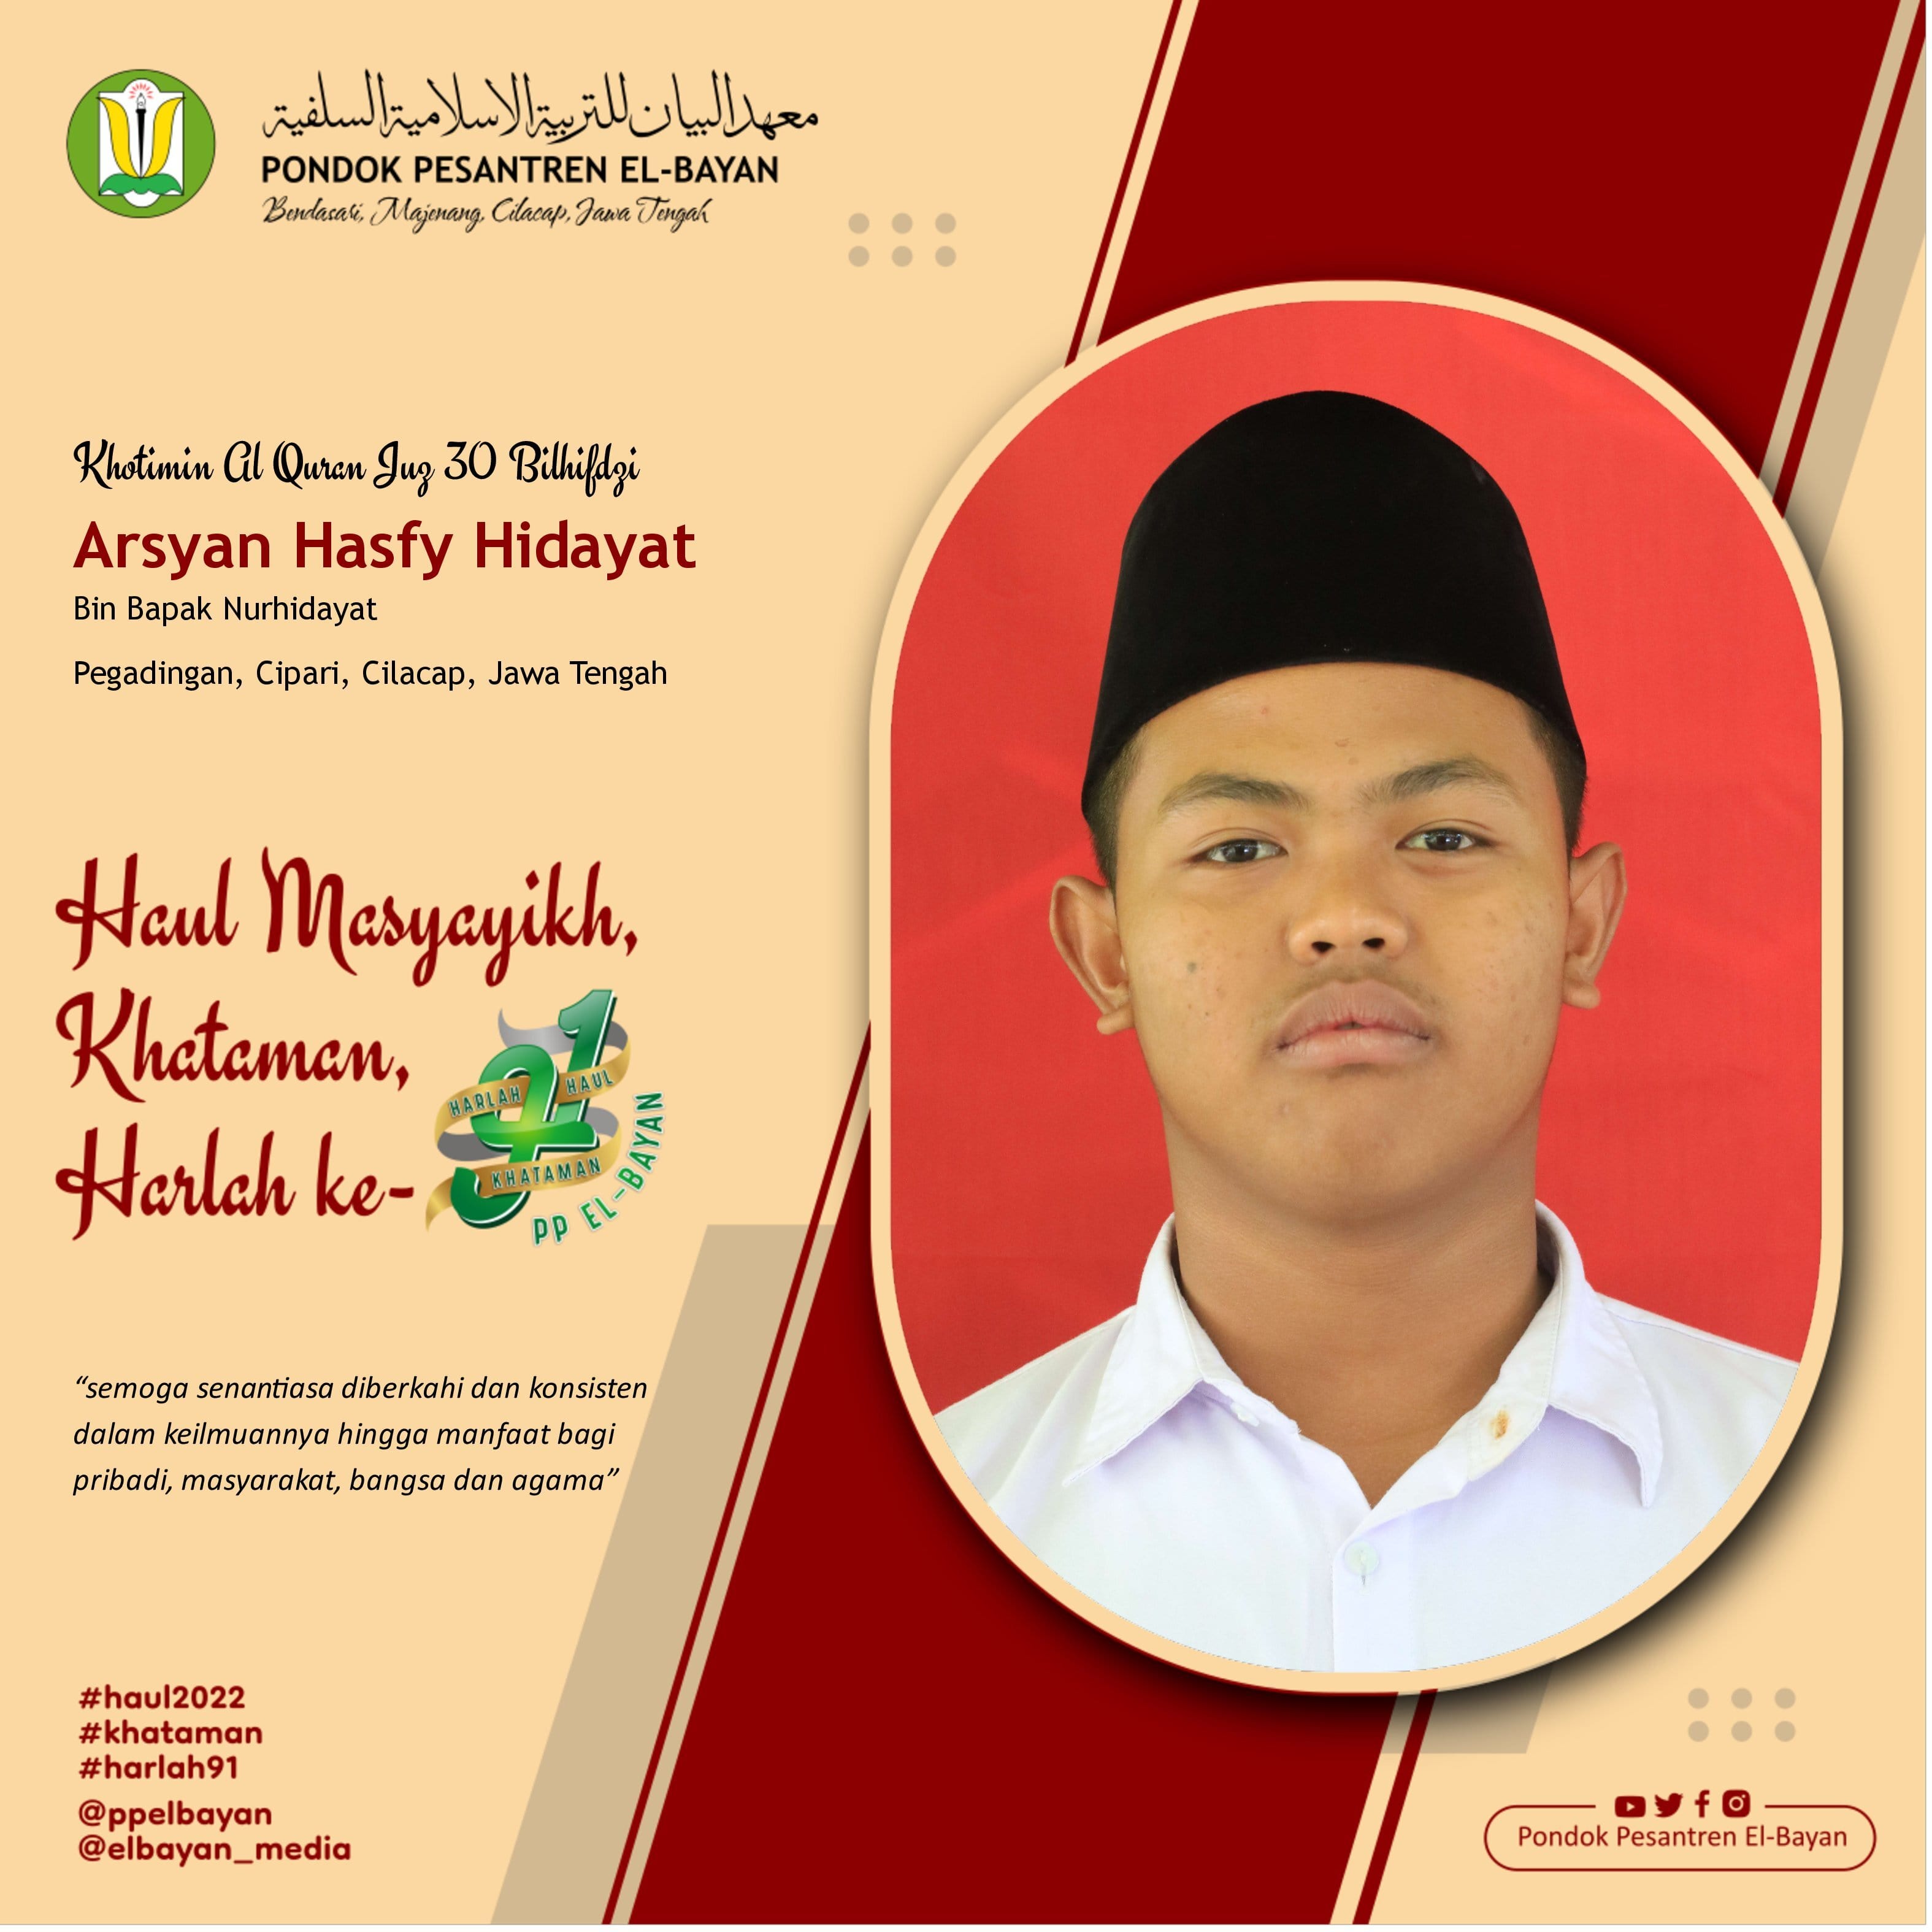 معهد البيان للتربية الاسلامية السلفية
PONDOK PESANTREN EL-BAYAN
Bendasari, Majenang, Cilacap, Jawa Tengah
Khotimin Al Quran Juz 30 Bilhifdzi
Arsyan Hasfy Hidayat
Bin Bapak Nurhidayat
Pegadingan, Cipari, Cilacap, Jawa Tengah
Haul Masyayikh,
Khataman,
Harlah ke-
91
HARLAH HAUL
KHATAMAN
PP EL-BAYAN
“semoga senantiasa diberkahi dan konsisten
dalam keilmuannya hingga manfaat bagi
pribadi, masyarakat, bangsa dan agama”
#haul2022
#khataman
#harlah91
@ppelbayan
@elbayan_media
Pondok Pesantren El-Bayan